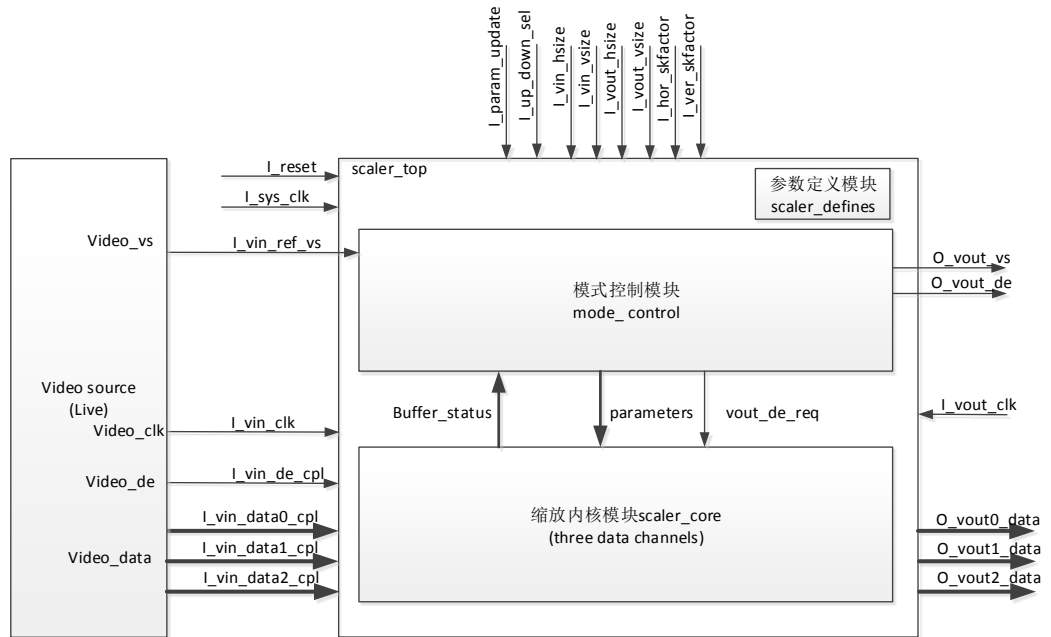 I_param_update
I_up_down_sel
I_vin_hsize
I_vin_vsize
I_vout_hsize
I_vout_vsize
I_hor_skfactor
I_ver_skfactor
I_reset
scaler_top
参数定义模块
scaler_defines
I_sys_clk
Video_vs
I_vin_ref_vs
O_vout_vs
O_vout_de
模式控制模块
mode_ control
Video source
(Live)
Video_clk
I_vin_clk
Buffer_status
parameters
vout_de_req
I_vout_clk
Video_de
I_vin_de_cpl
缩放内核模块scaler_core
(three data channels)
Video_data
I_vin_data0_cpl
I_vin_data1_cpl
I_vin_data2_cpl
O_vout0_data
O_vout1_data
O_vout2_data